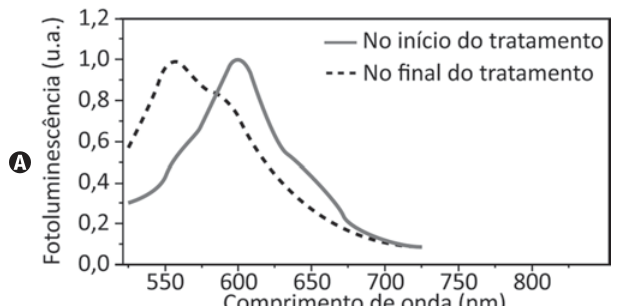 1,2
No início do tratamento
1,0
No final do tratamento
0,8
0,6
0,4
0,2
0,0
Fotoluminescência (u.a.)
A
550 600 650 700 750 800
Comprimento de onda (nm)